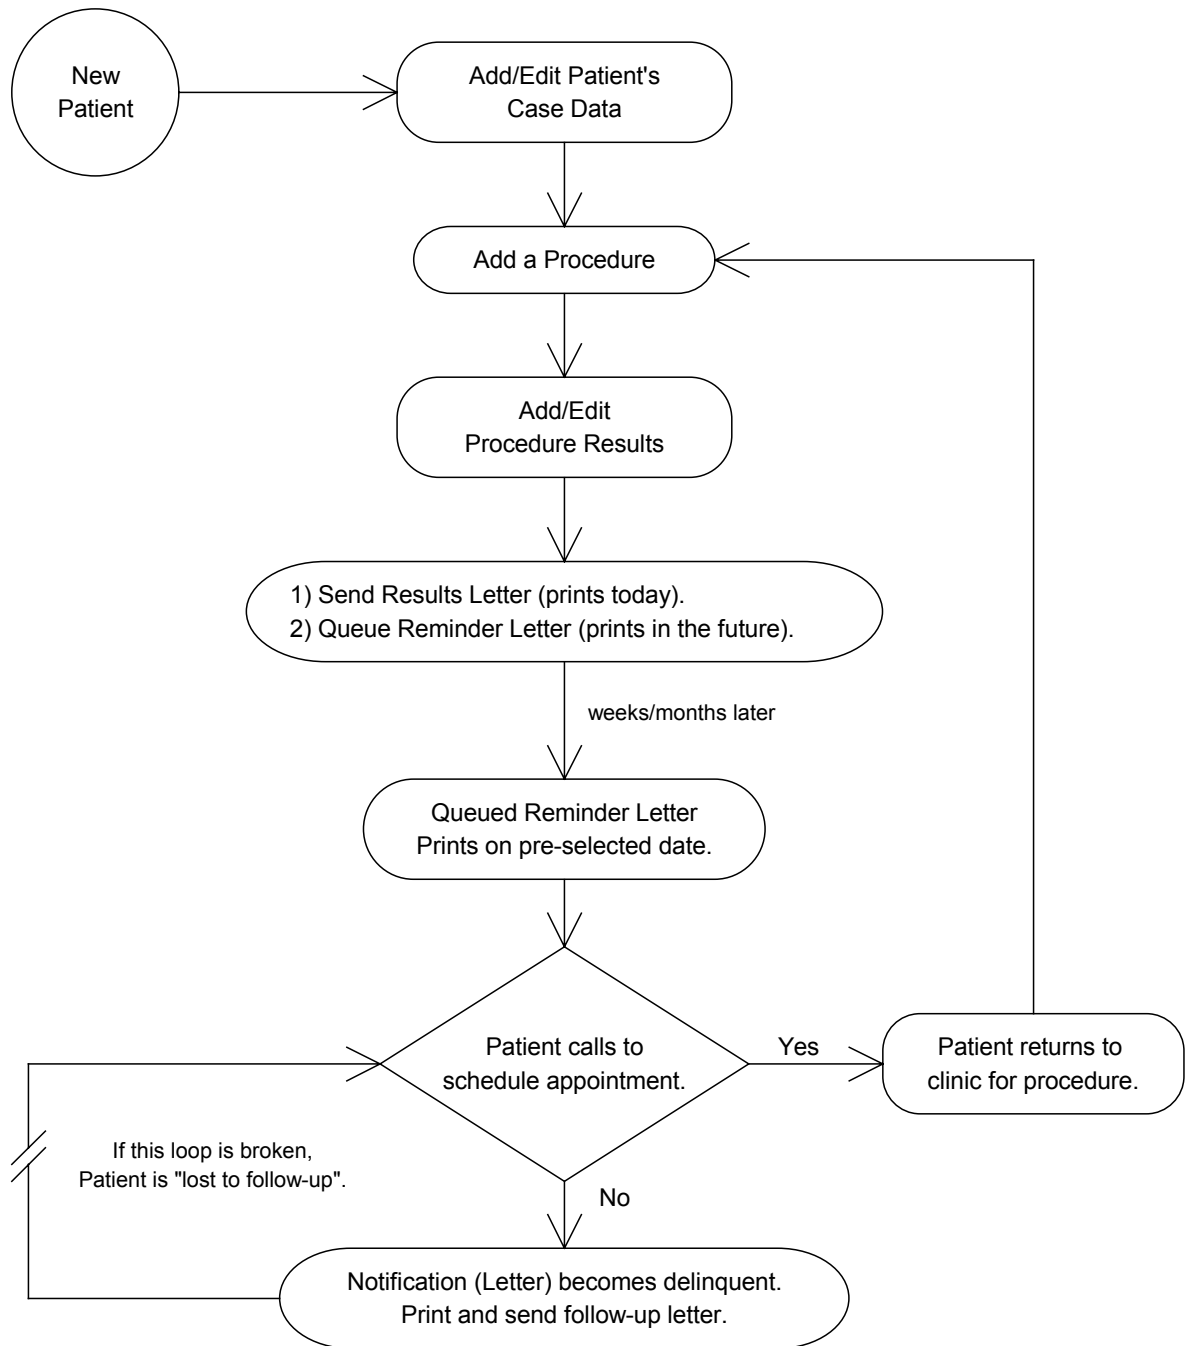 New
Patient
Add/Edit Patient's
Case Data
Add a Procedure
Add/Edit
Procedure Results
1) Send Results Letter (prints today).
2) Queue Reminder Letter (prints in the future).
weeks/months later
Queued Reminder Letter
Prints on pre-selected date.
Patient calls to
schedule appointment.
Yes
Patient returns to
clinic for procedure.
If this loop is broken,
Patient is "lost to follow-up".
No
Notification (Letter) becomes delinquent.
Print and send follow-up letter.